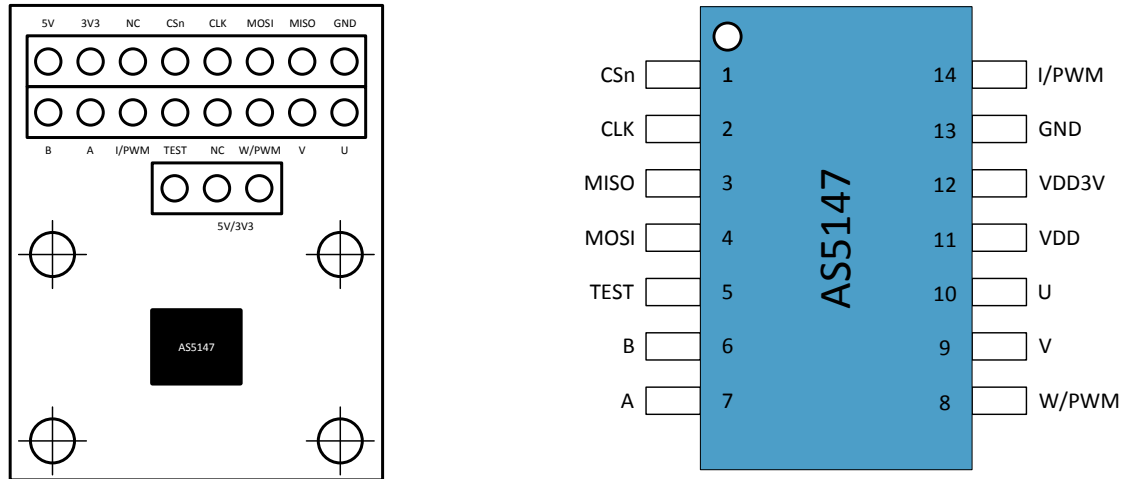 5V 3V3 NC CSn CLK MOSI MISO GND
B A I/PWM TEST NC W/PWM V U
5V/3V3
AS5147
CSn 1 14 I/PWM
CLK 2 13 GND
MISO 3 12 VDD3V
MOSI 4 11 VDD
TEST 5 10 U
B 6 9 V
A 7 8 W/PWM
AS5147